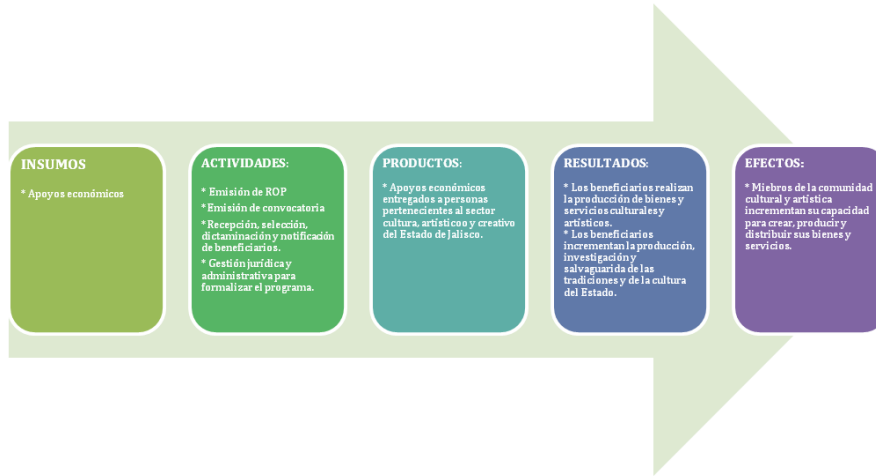 INSUMOS
* Apoyos económicos
ACTIVIDADES:
* Emisión de ROP
* Emisión de convocatoria
* Recepción, selección,
dictaminación y notificación
de beneficiarios.
* Gestión jurídica y
administrativa para
formalizar el programa.
PRODUCTOS:
* Apoyos económicos
entregados a personas
pertenecientes al sector
cultura, artísticoo y creativo
del Estado de Jalisco.
RESULTADOS:
* Los beneficiarios realizan
la producción de bienes y
servicios culturales y
artísticos.
* Los beneficiarios
incrementan la producción,
investigación y
salvaguarida de las
tradiciones y de la cultura
del Estado.
EFECTOS:
* Miebros de la comunidad
cultural y artística
incrementan su capacidad
para crear, producir y
distribuir sus bienes y
servicios.